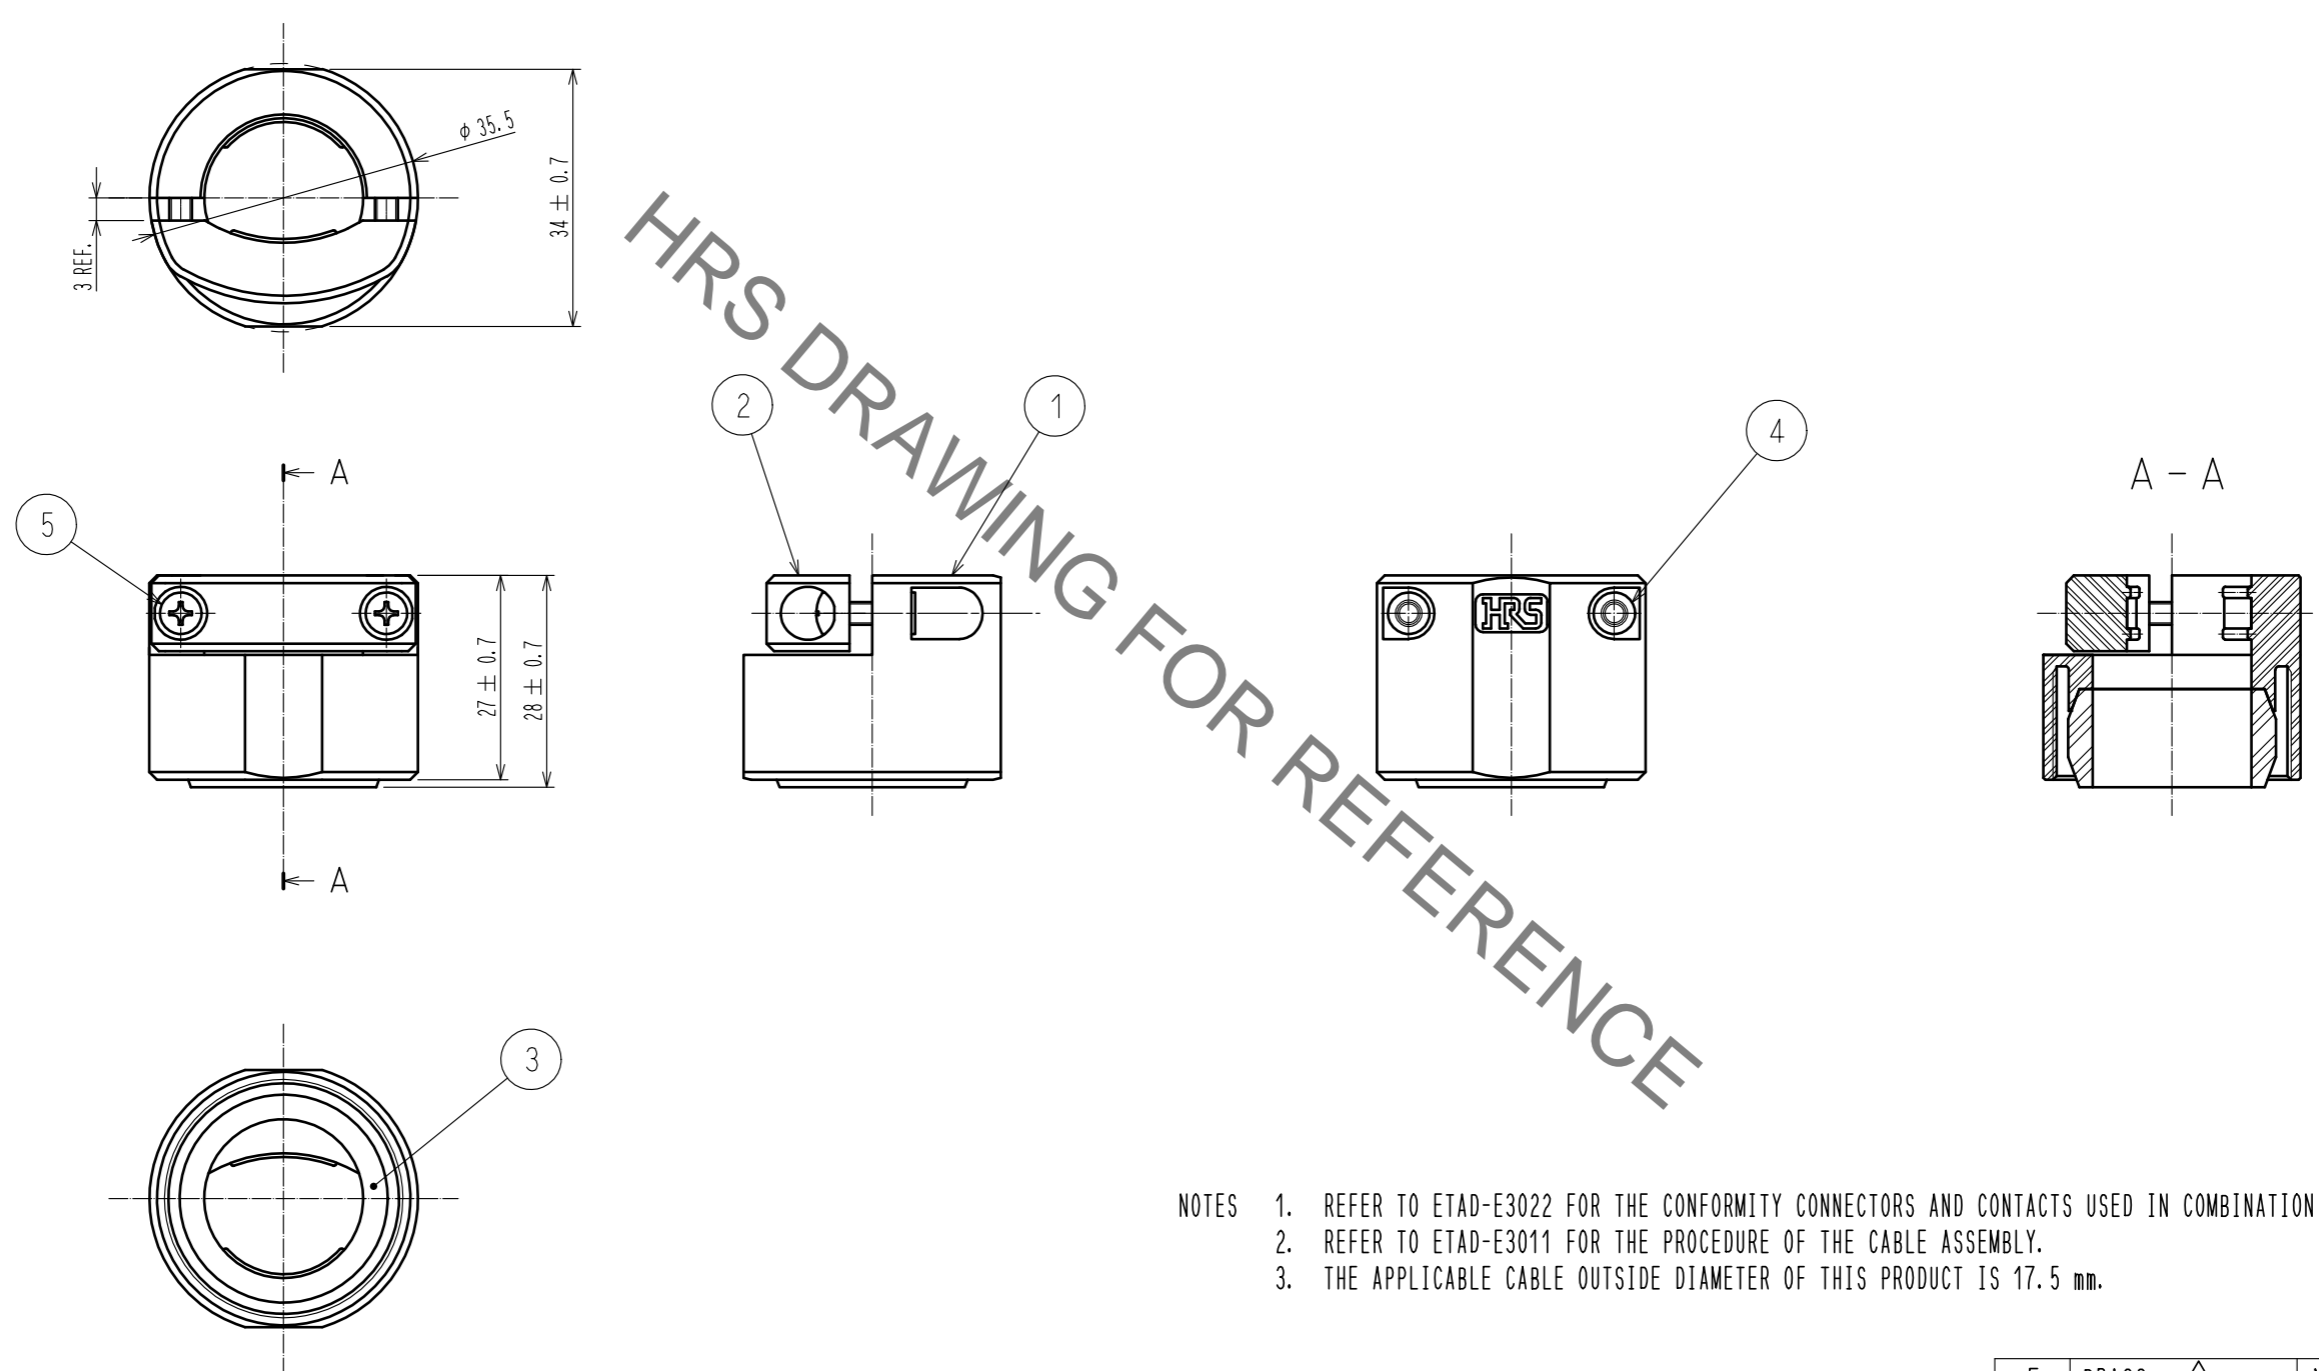 φ 35.5
34 ± 0.7
3 REF.
HRS DRAWING FOR REFERENCE
2
1
4
A
A - A
5
HRS
27 ± 0.7
28 ± 0.7
A
3
NOTES 1. REFER TO ETAD-E3022 FOR THE CONFORMITY CONNECTORS AND CONTACTS USED IN COMBINATION
2. REFER TO ETAD-E3011 FOR THE PROCEDURE OF THE CABLE ASSEMBLY.
3. THE APPLICABLE CABLE OUTSIDE DIAMETER OF THIS PRODUCT IS 17.5 mm.